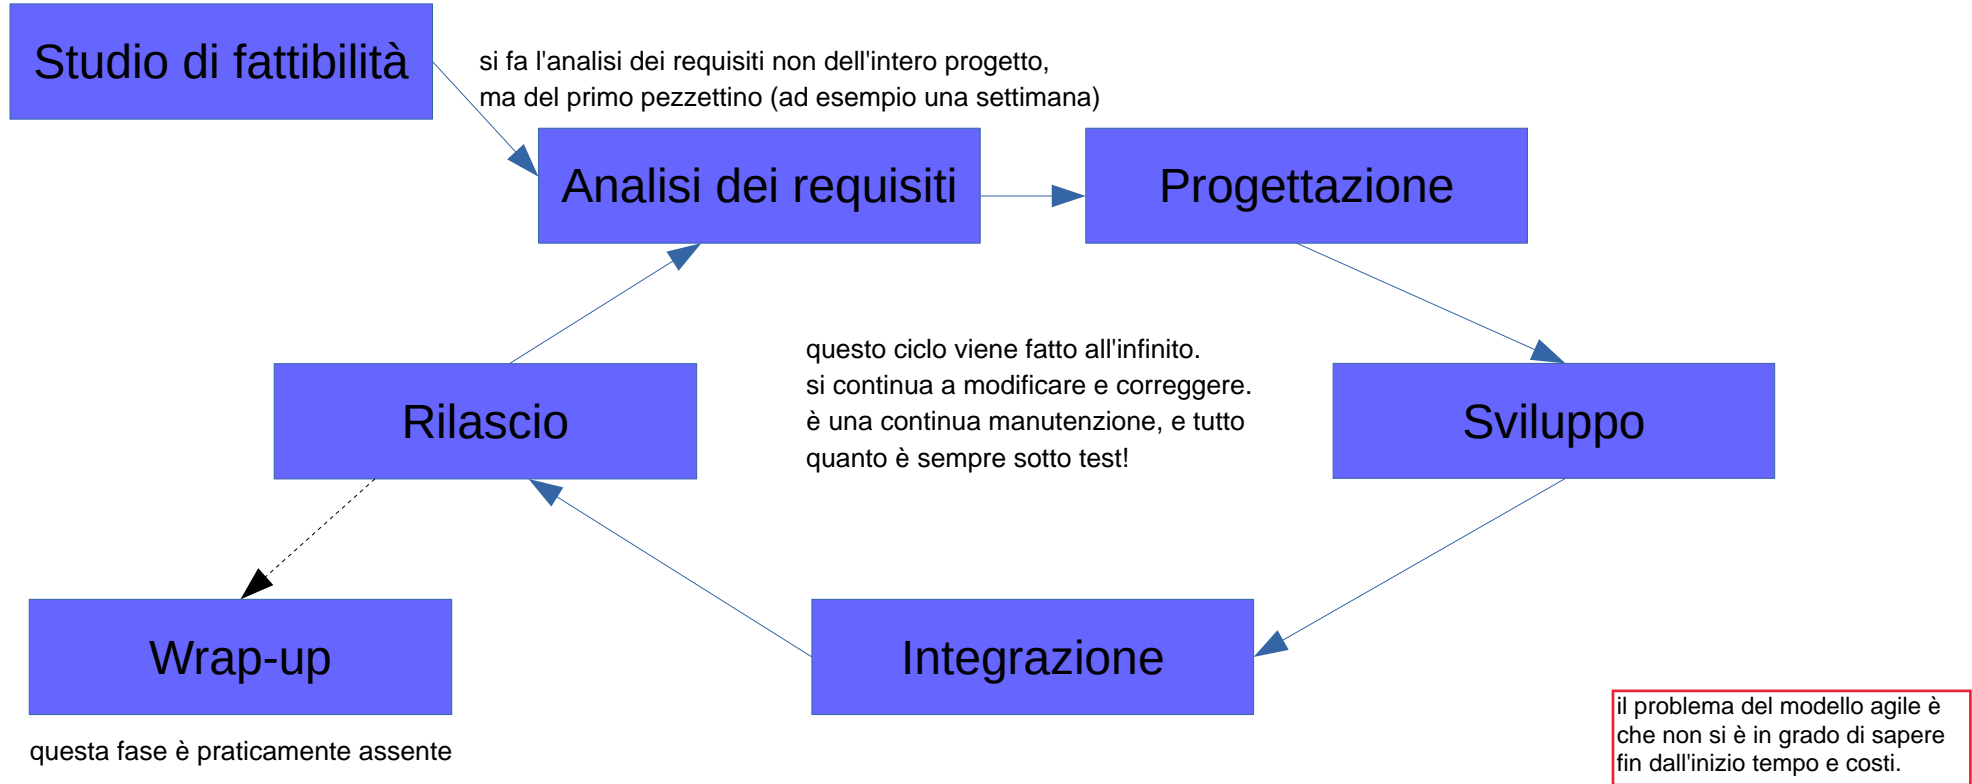 Studio di fattibilità
si fa l'analisi dei requisiti non dell'intero progetto,
ma del primo pezzettino (ad esempio una settimana)
Analisi dei requisiti
Progettazione
questo ciclo viene fatto all'infinito.
si continua a modificare e correggere.
è una continua manutenzione, e tutto
quanto è sempre sotto test!
Rilascio
Sviluppo
Wrap-up
Integrazione
questa fase è praticamente assente
il problema del modello agile è
che non si è in grado di sapere
fin dall'inizio tempo e costi.